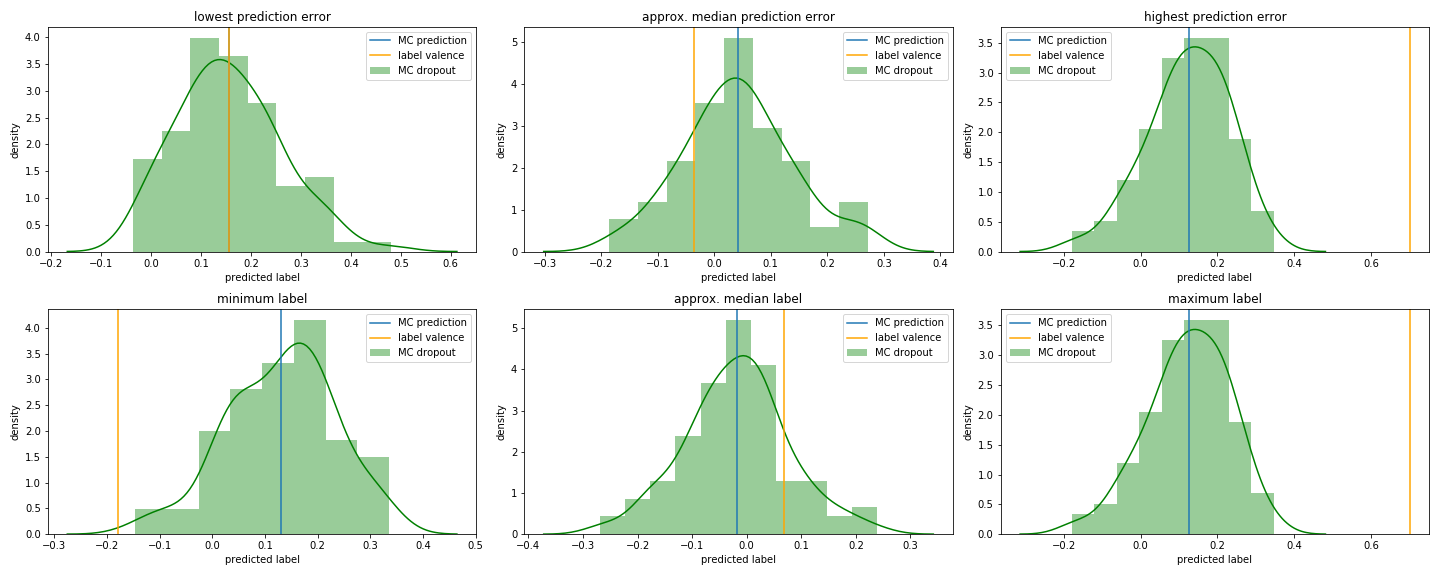 lowest prediction error
density
4.0
3.5
3.0
2.5
2.0
1.5
1.0
0.5
0.0
MC prediction
label valence
MC dropout
−0.2 −0.1 0.0 0.1 0.2 0.3 0.4 0.5 0.6
predicted label
approx. median prediction error
density
5
4
3
2
1
0
MC prediction
label valence
MC dropout
−0.3 −0.2 −0.1 0.0 0.1 0.2 0.3 0.4
predicted label
highest prediction error
density
3.5
3.0
2.5
2.0
1.5
1.0
0.5
0.0
MC prediction
label valence
MC dropout
−0.2 0.0 0.2 0.4 0.6
predicted label
minimum label
density
4.0
3.5
3.0
2.5
2.0
1.5
1.0
0.5
0.0
MC prediction
label valence
MC dropout
−0.3 −0.2 −0.1 0.0 0.1 0.2 0.3 0.4 0.5
predicted label
approx. median label
density
5
4
3
2
1
0
MC prediction
label valence
MC dropout
−0.4 −0.3 −0.2 −0.1 0.0 0.1 0.2 0.3
predicted label
maximum label
density
3.5
3.0
2.5
2.0
1.5
1.0
0.5
0.0
MC prediction
label valence
MC dropout
−0.2 0.0 0.2 0.4 0.6
predicted label